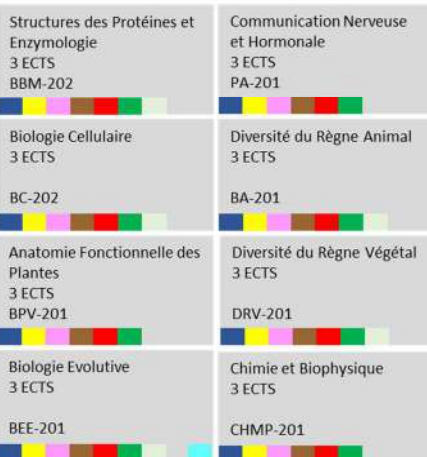 Structures des Protéines et
Enzymologie
3 ECTS
BBM-202
Communication Nerveuse
et Hormonale
3 ECTS
PA-201
Biologie Cellulaire
3 ECTS
BC-202
Diversité du Règne Animal
3 ECTS
BA-201
Anatomie Fonctionnelle des
Plantes
3 ECTS
BPV-201
Diversité du Règne Végétal
3 ECTS
DRV-201
Biologie Evolutive
3 ECTS
BEE-201
Chimie et Biophysique
3 ECTS
CHMP-201